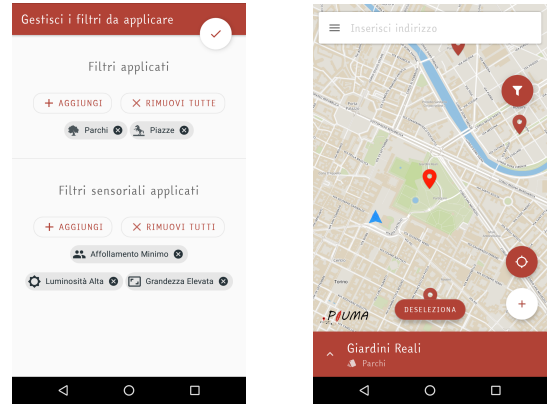 Gestisci i filtri da applicare
Filtri applicati
+ AGGIUNGI
RIMUOVI TUTTE
Parchi
Piazze
Filtri sensoriali applicati
+ AGGIUNGI
RIMUOVI TUTTI
Affollamento Minimo
Luminosità Alta
Grandezza Elevata
Inserisci indirizzo
Torino
DESELEZIONA
PIUMA
Giardini Reali
Parchi